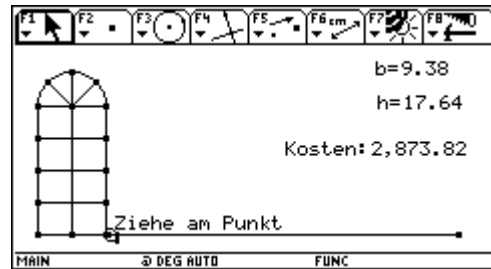 F1 F2 F3 F4 F5 F6 cm F7 F8
b=9.38
h=17.64
Kosten: 2,873.82
Ziehe am Punkt
MAIN DEG AUTO FUNC